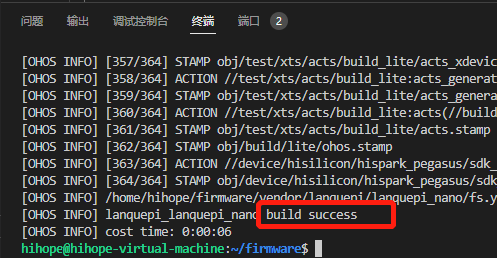 问题 输出 调试控制台 终端 端口 2
[OHOS INFO] [357/364] STAMP obj/test/xts/acts/build_lite/acts_xdevic
[OHOS INFO] [358/364] ACTION //test/xts/acts/build_lite:acts_generat
[OHOS INFO] [359/364] STAMP obj/test/xts/acts/build_lite/acts_genera
[OHOS INFO] [360/364] ACTION //test/xts/acts/build_lite:acts(//build
[OHOS INFO] [361/364] STAMP obj/test/xts/acts/build_lite/acts.stamp
[OHOS INFO] [362/364] STAMP obj/build/lite/ohos.stamp
[OHOS INFO] [363/364] ACTION //device/hisilicon/hispark_pegasus/sdk_
[OHOS INFO] [364/364] STAMP obj/device/hisilicon/hispark_pegasus/sdk
[OHOS INFO] /home/hihope/firmware/vendor/lanquepi/lanquepi_nano/fs.y
[OHOS INFO] lanquepi_lanquepi_nano build success
[OHOS INFO] cost time: 0:00:06
hihope@hihope-virtual-machine:~/firmware$